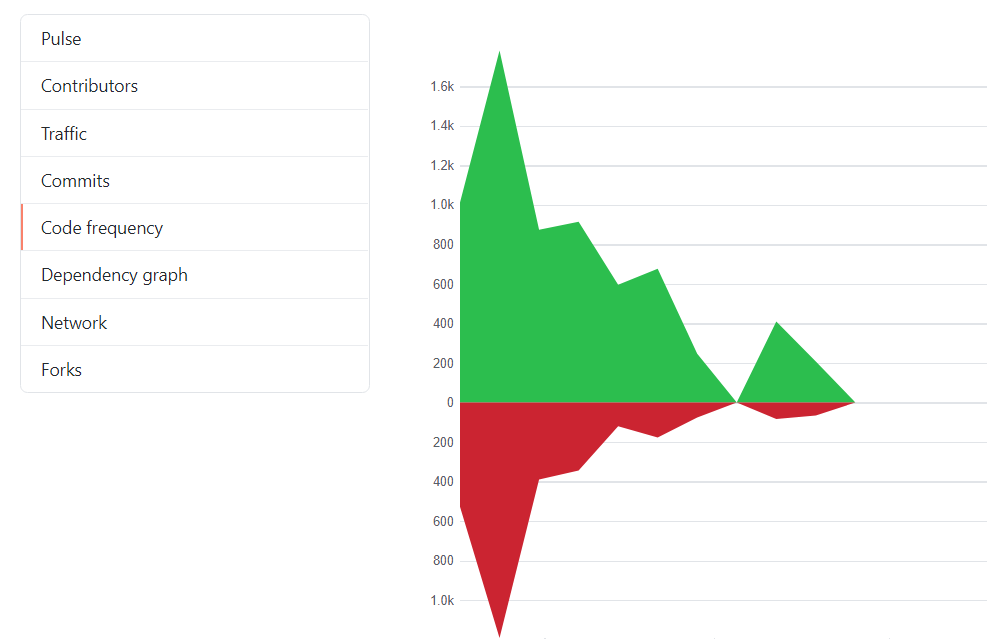 Pulse
Contributors
Traffic
Commits
Code frequency
Dependency graph
Network
Forks
1.6k
1.4k
1.2k
1.0k
800
600
400
200
0
200
400
600
800
1.0k